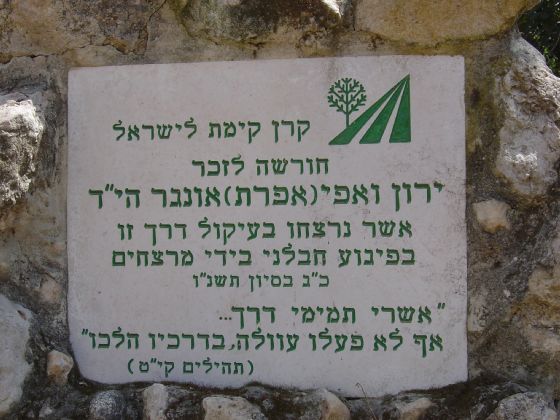 קרן קימת לישראל
חורשה לזכר
ירון ואפי (אפרת) אונגר הי"ד
אשר נרצחו בעיקול דרך זו
בפיגוע חבלני בידי מרצחים
כ"ג בסיון תשנ"ו
"אשרי תמימי דרך...
אף לא פעלו עוולה, בדרכיו הלכו"
(תהילים קי"ט)